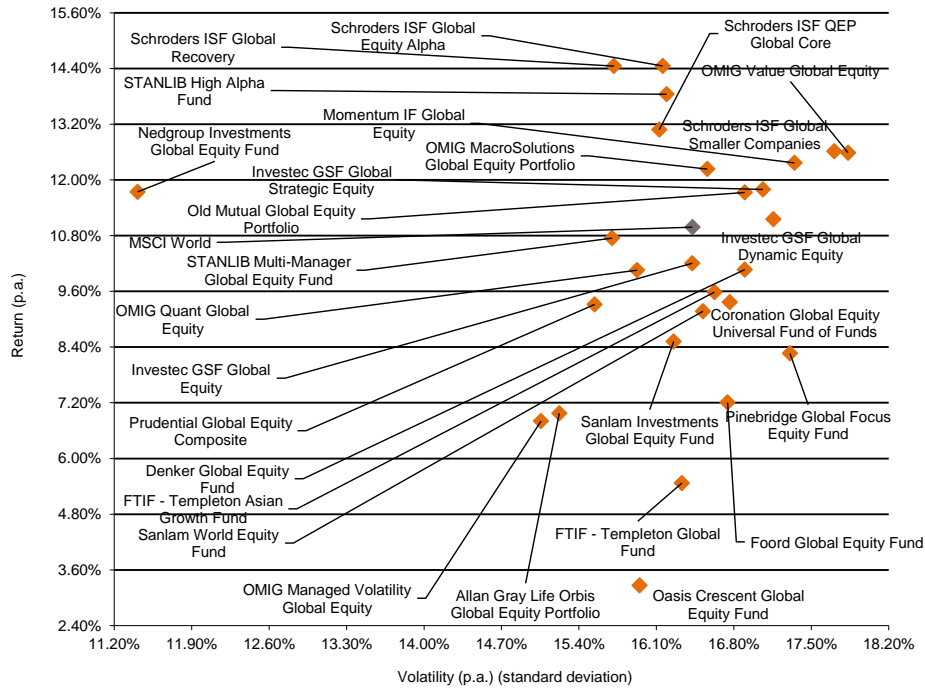 15.60%
Schroders ISF Global
Equity Alpha
Schroders ISF QEP
Global Core
Schroders ISF Global
Recovery
14.40%
OMIG Value Global Equity
STANLIB High Alpha
Fund
13.20%
Momentum IF Global
Equity
Nedgroup Investments
Global Equity Fund
Schroders ISF Global
Smaller Companies
OMIG MacroSolutions
Global Equity Portfolio
12.00%
Investec GSF Global
Strategic Equity
Old Mutual Global Equity
Portfolio
10.80%
MSCI World
Investec GSF Global
Dynamic Equity
STANLIB Multi-Manager
Global Equity Fund
9.60%
OMIG Quant Global
Equity
Coronation Global Equity
Universal Fund of Funds
8.40%
Investec GSF Global
Equity
7.20%
Prudential Global Equity
Composite
Sanlam Investments
Global Equity Fund
Pinebridge Global Focus
Equity Fund
6.00%
Denker Global Equity
Fund
FTIF - Templeton Asian
Growth Fund
4.80%
Sanlam World Equity
Fund
FTIF - Templeton Global
Fund
Foord Global Equity Fund
3.60%
OMIG Managed Volatility
Global Equity
Allan Gray Life Orbis
Global Equity Portfolio
Oasis Crescent Global
Equity Fund
2.40%
11.20% 11.90% 12.60% 13.30% 14.00% 14.70% 15.40% 16.10% 16.80% 17.50% 18.20%
Volatility (p.a.) (standard deviation)
Return (p.a.)